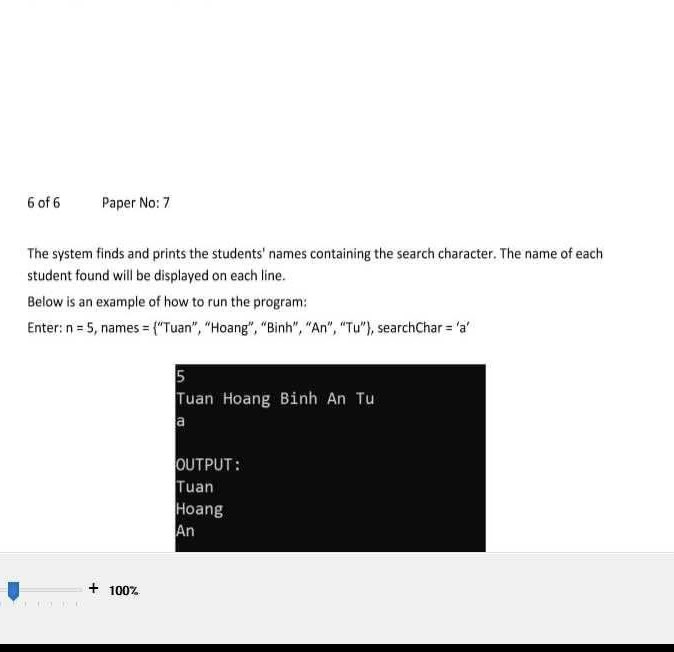 6 of 6 Paper No: 7
The system finds and prints the students' names containing the search character. The name of each
student found will be displayed on each line.
Below is an example of how to run the program:
Enter: n = 5, names = {“Tuan”, “Hoang”, “Binh”, “An”, “Tu”}, searchChar = ‘a’
5
Tuan Hoang Binh An Tu
a
OUTPUT:
Tuan
Hoang
An
+ 100%